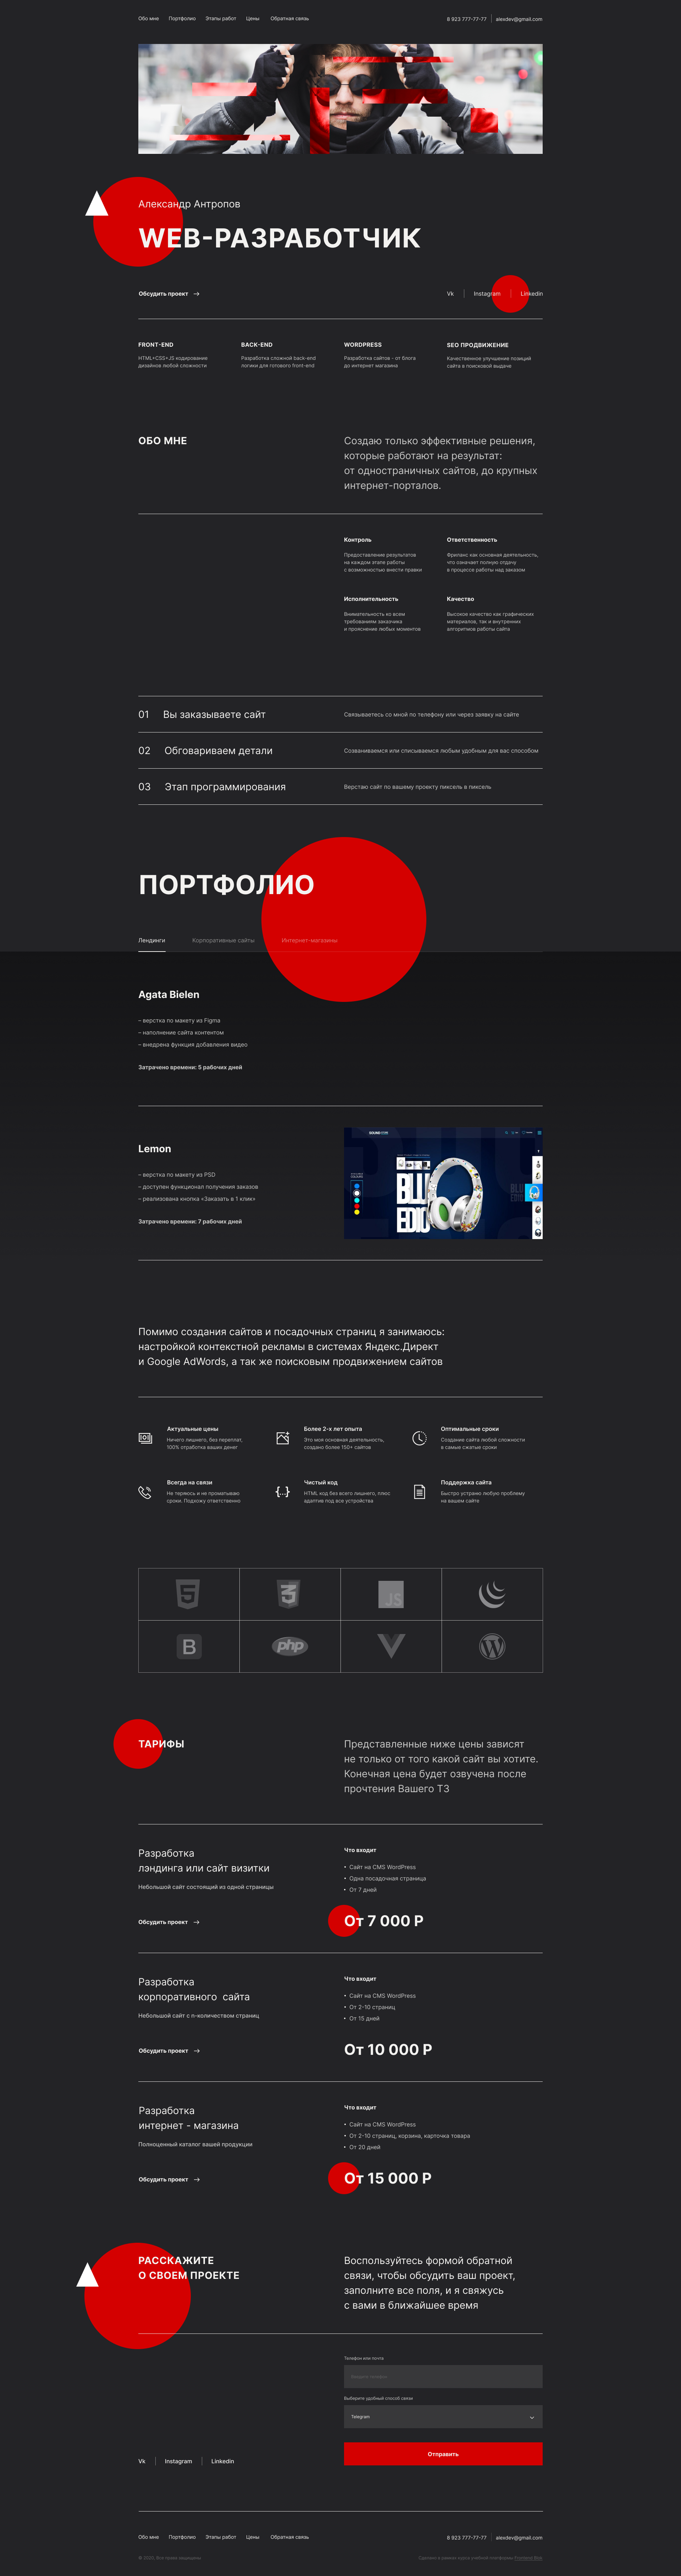 Обо мне Портфолио Этапы работ Цены Обратная связь 8 923 777-77-77 alexdev@gmail.com
Александр Антропов
WEB-РАЗРАБОТЧИК
Обсудить проект → Vk Instagram Linkedin
FRONT-END
HTML+CSS+JS кодирование
дизайнов любой сложности
BACK-END
Разработка сложной back-end
логики для готового front-end
WORDPRESS
Разработка сайтов - от блога
до интернет магазина
SEO ПРОДВИЖЕНИЕ
Качественное улучшение позиций
сайта в поисковой выдаче
ОБО МНЕ
Создаю только эффективные решения,
которые работают на результат:
от одностраничных сайтов, до крупных
интернет-порталов.
Контроль
Предоставление результатов
на каждом этапе работы
с возможностью внести правки
Ответственность
Фриланс как основная деятельность,
что означает полную отдачу
в процессе работы над заказом
Исполнительность
Внимательность ко всем
требованиям заказчика
и прояснение любых моментов
Качество
Высокое качество как графических
материалов, так и внутренних
алгоритмов работы сайта
01 Вы заказываете сайт Связываетесь со мной по телефону или через заявку на сайте
02 Обговариваем детали Созваниваемся или списываемся любым удобным для вас способом
03 Этап программирования Верстаю сайт по вашему проекту пиксель в пиксель
ПОРТФОЛИО
Лендинги Корпоративные сайты Интернет-магазины
Agata Bielen
– верстка по макету из Figma
– наполнение сайта контентом
– внедрена функция добавления видео
Затрачено времени: 5 рабочих дней
Lemon
– верстка по макету из PSD
– доступен функционал получения заказов
– реализована кнопка «Заказать в 1 клик»
Затрачено времени: 7 рабочих дней
Помимо создания сайтов и посадочных страниц я занимаюсь:
настройкой контекстной рекламы в системах Яндекс.Директ
и Google AdWords, а так же поисковым продвижением сайтов
Актуальные цены
Ничего лишнего, без переплат,
100% отработка ваших денег
Более 2-х лет опыта
Это моя основная деятельность,
создано более 150+ сайтов
Оптимальные сроки
Создание сайта любой сложности
в самые сжатые сроки
Всегда на связи
Не теряюсь и не проматываю
сроки. Подхожу ответственно
Чистый код
HTML код без всего лишнего, плюс
адаптив под все устройства
Поддержка сайта
Быстро устраню любую проблему
на вашем сайте
5 3 JS
B php
ТАРИФЫ
Представленные ниже цены зависят
не только от того какой сайт вы хотите.
Конечная цена будет озвучена после
прочтения Вашего ТЗ
Разработка
лэндинга или сайт визитки
Небольшой сайт состоящий из одной страницы
Обсудить проект →
Что входит
• Сайт на CMS WordPress
• Одна посадочная страница
• От 7 дней
От 7 000 Р
Разработка
корпоративного сайта
Небольшой сайт с n-количеством страниц
Обсудить проект →
Что входит
• Сайт на CMS WordPress
• От 2-10 страниц
• От 15 дней
От 10 000 Р
Разработка
интернет - магазина
Полноценный каталог вашей продукции
Обсудить проект →
Что входит
• Сайт на CMS WordPress
• От 2-10 страниц, корзина, карточка товара
• От 20 дней
От 15 000 Р
РАССКАЖИТЕ
О СВОЕМ ПРОЕКТЕ
Воспользуйтесь формой обратной
связи, чтобы обсудить ваш проект,
заполните все поля, и я свяжусь
с вами в ближайшее время
Телефон или почта
Выберите удобный способ связи
Telegram
Отправить
Vk Instagram Linkedin
Обо мне Портфолио Этапы работ Цены Обратная связь 8 923 777-77-77 alexdev@gmail.com
© 2020, Все права защищены